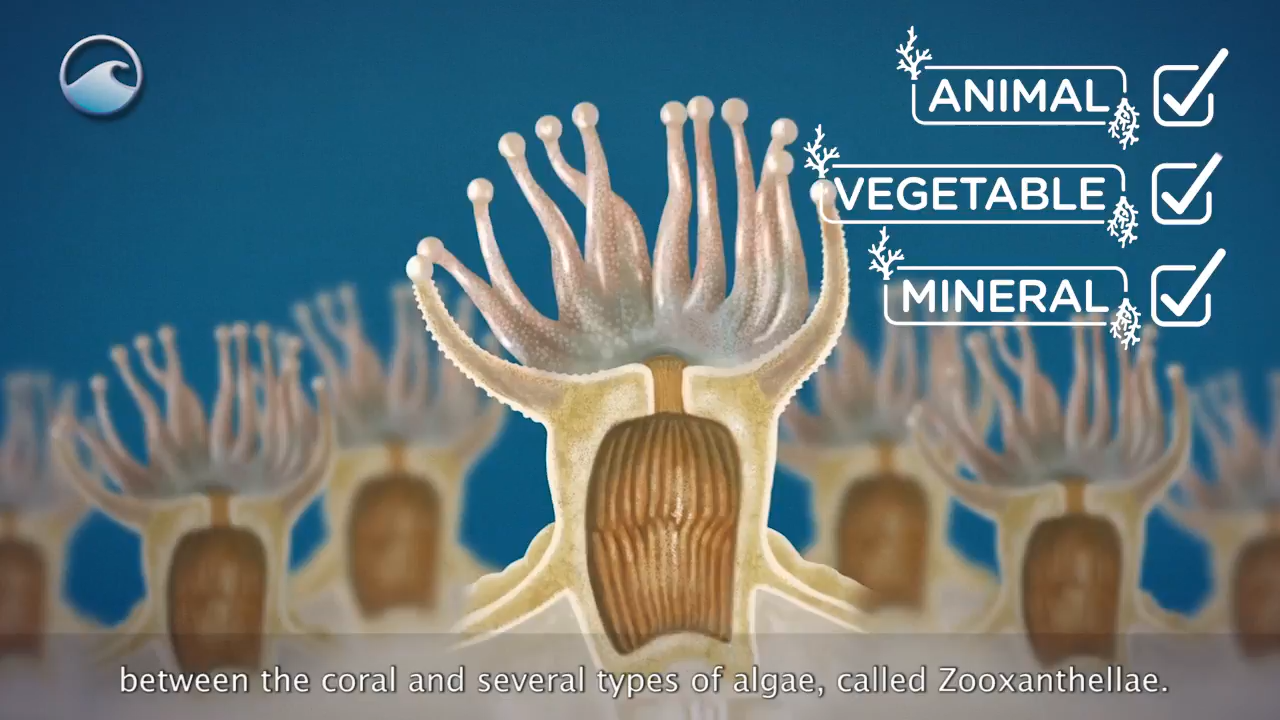 ANIMAL
VEGETABLE
MINERAL
between the coral and several types of algae, called Zooxanthellae.